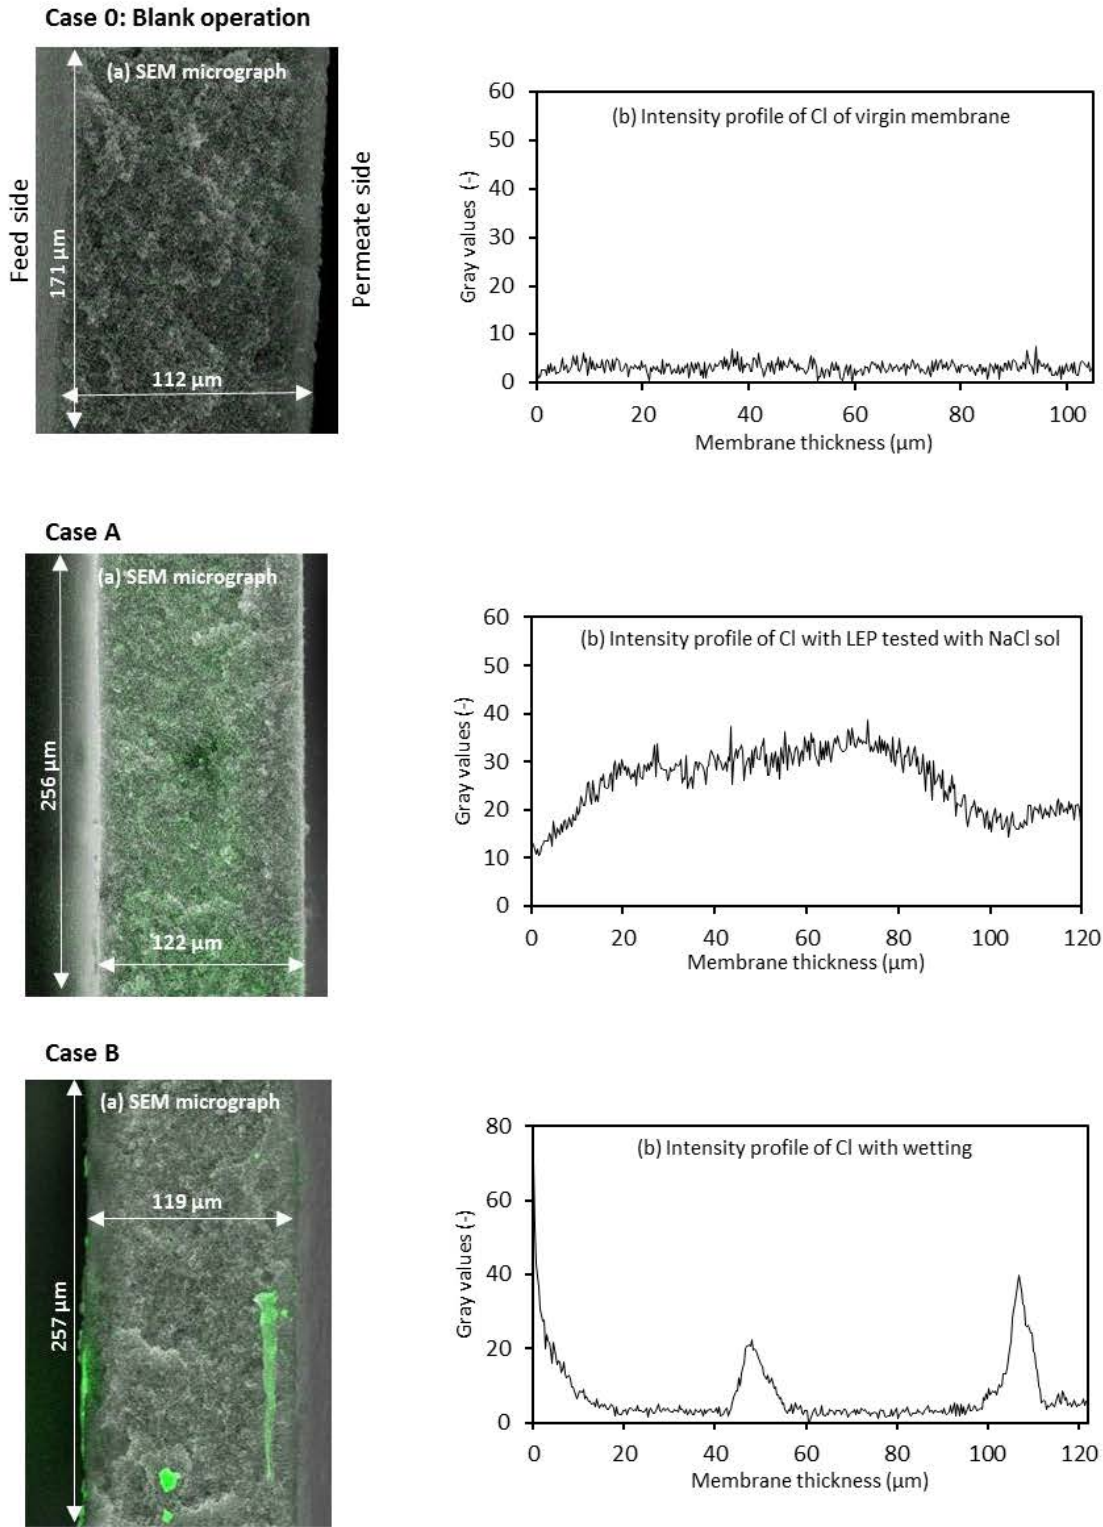 Case 0: Blank operation
(a) SEM micrograph
Feed side
171 µm
112 µm
Permeate side
(b) Intensity profile of Cl of virgin membrane
Gray values (-)
60
50
40
30
20
10
0
0 20 40 60 80 100
Membrane thickness (µm)
Case A
(a) SEM micrograph
256 µm
122 µm
(b) Intensity profile of Cl with LEP tested with NaCl sol
Gray values (-)
60
50
40
30
20
10
0
0 20 40 60 80 100 120
Membrane thickness (µm)
Case B
(a) SEM micrograph
119 µm
257 µm
(b) Intensity profile of Cl with wetting
Gray values (-)
80
60
40
20
0
0 20 40 60 80 100 120
Membrane thickness (µm)